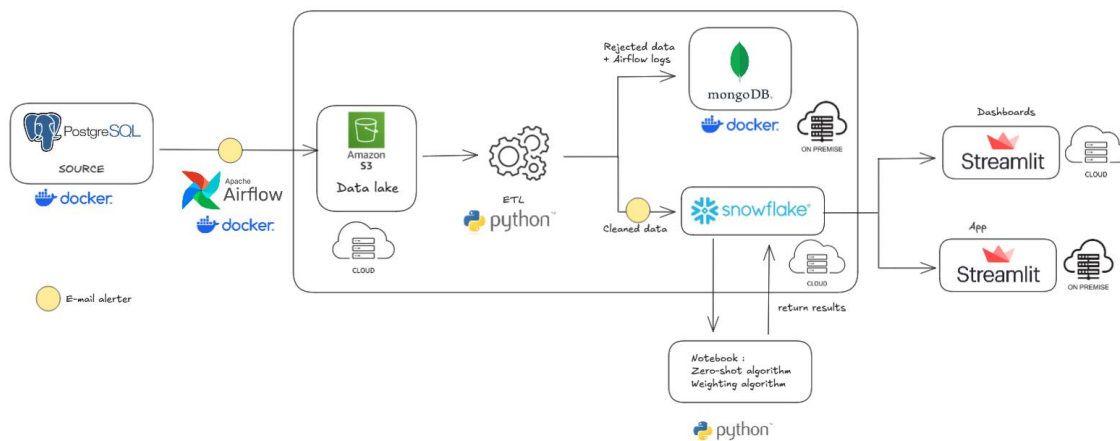 PostgreSQL
SOURCE
docker.
Apache
Airflow
docker.
E-mail alerter
Amazon
S3
Data lake
CLOUD
ETL
python™
Rejected data
+ Airflow logs
mongoDB.
docker.
ON PREMISE
Cleaned data
snowflake®
CLOUD
return results
Notebook :
Zero-shot algorithm
Weighting algorithm
python™
Dashboards
Streamlit
CLOUD
App
Streamlit
ON PREMISE